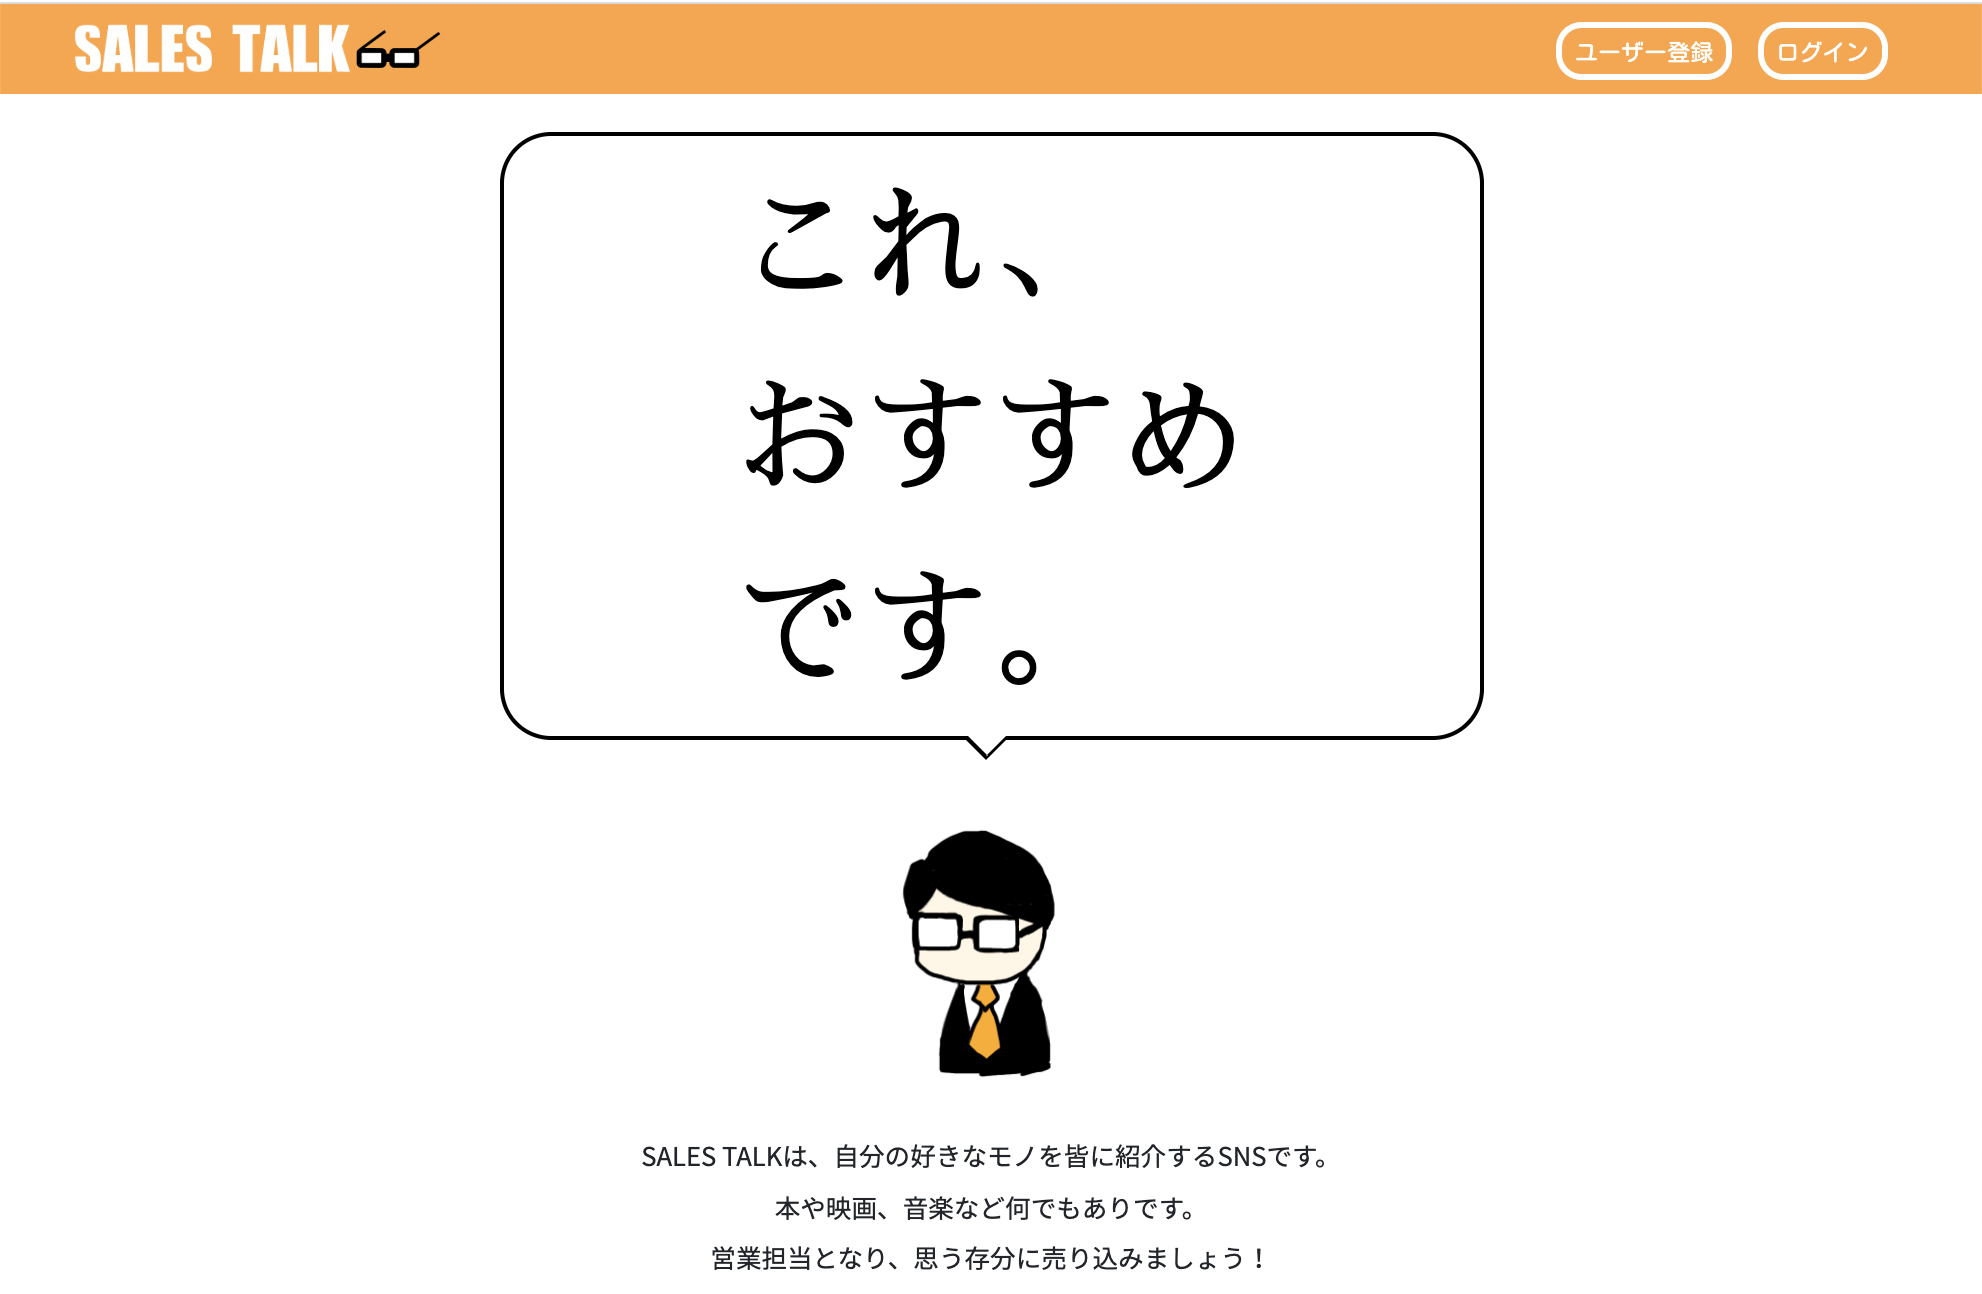 SALES TALK
ユーザー登録
ログイン
これ、
おすすめ
です。
SALES TALKは、自分の好きなモノを皆に紹介するSNSです。
本や映画、音楽など何でもありです。
営業担当となり、思う存分に売り込みましょう！